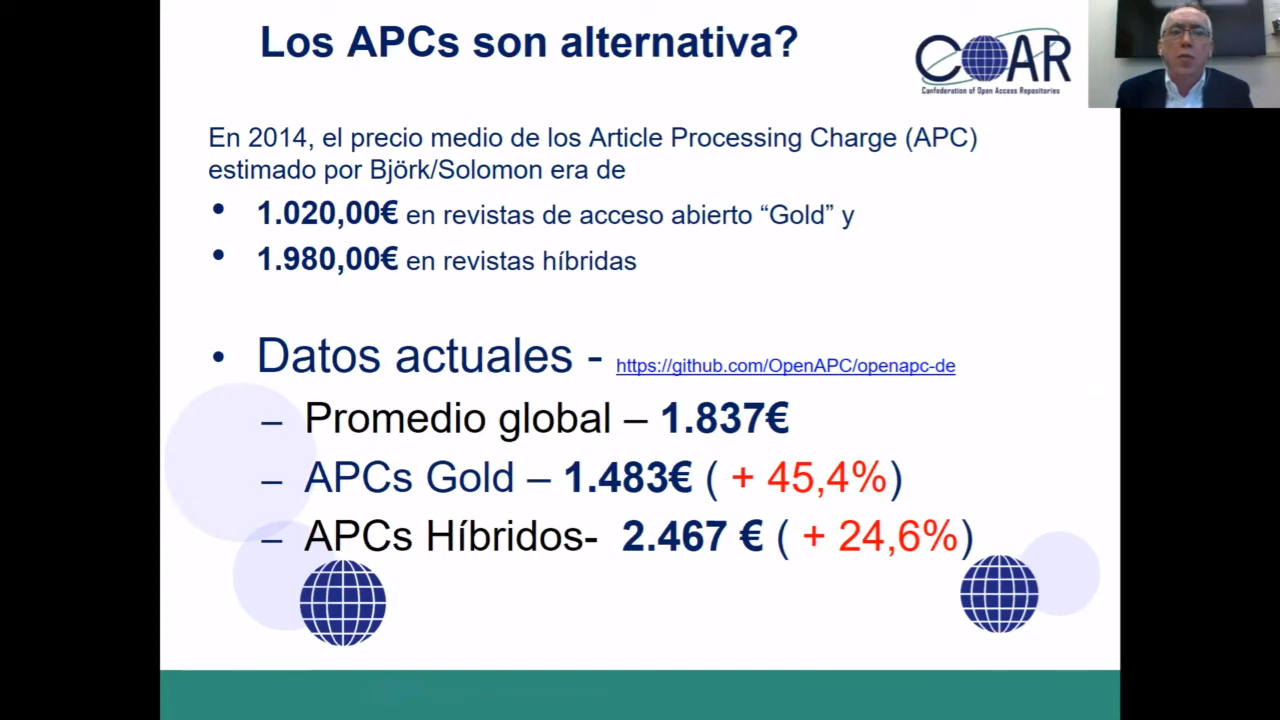 Los APCs son alternativa?
COAR
Confederation of Open Access Repositories
En 2014, el precio medio de los Article Processing Charge (APC)
estimado por Björk/Solomon era de
• 1.020,00€ en revistas de acceso abierto “Gold” y
• 1.980,00€ en revistas híbridas
• Datos actuales - https://github.com/OpenAPC/openapc-de
– Promedio global – 1.837€
– APCs Gold – 1.483€ ( + 45,4%)
– APCs Híbridos- 2.467 € ( + 24,6%)